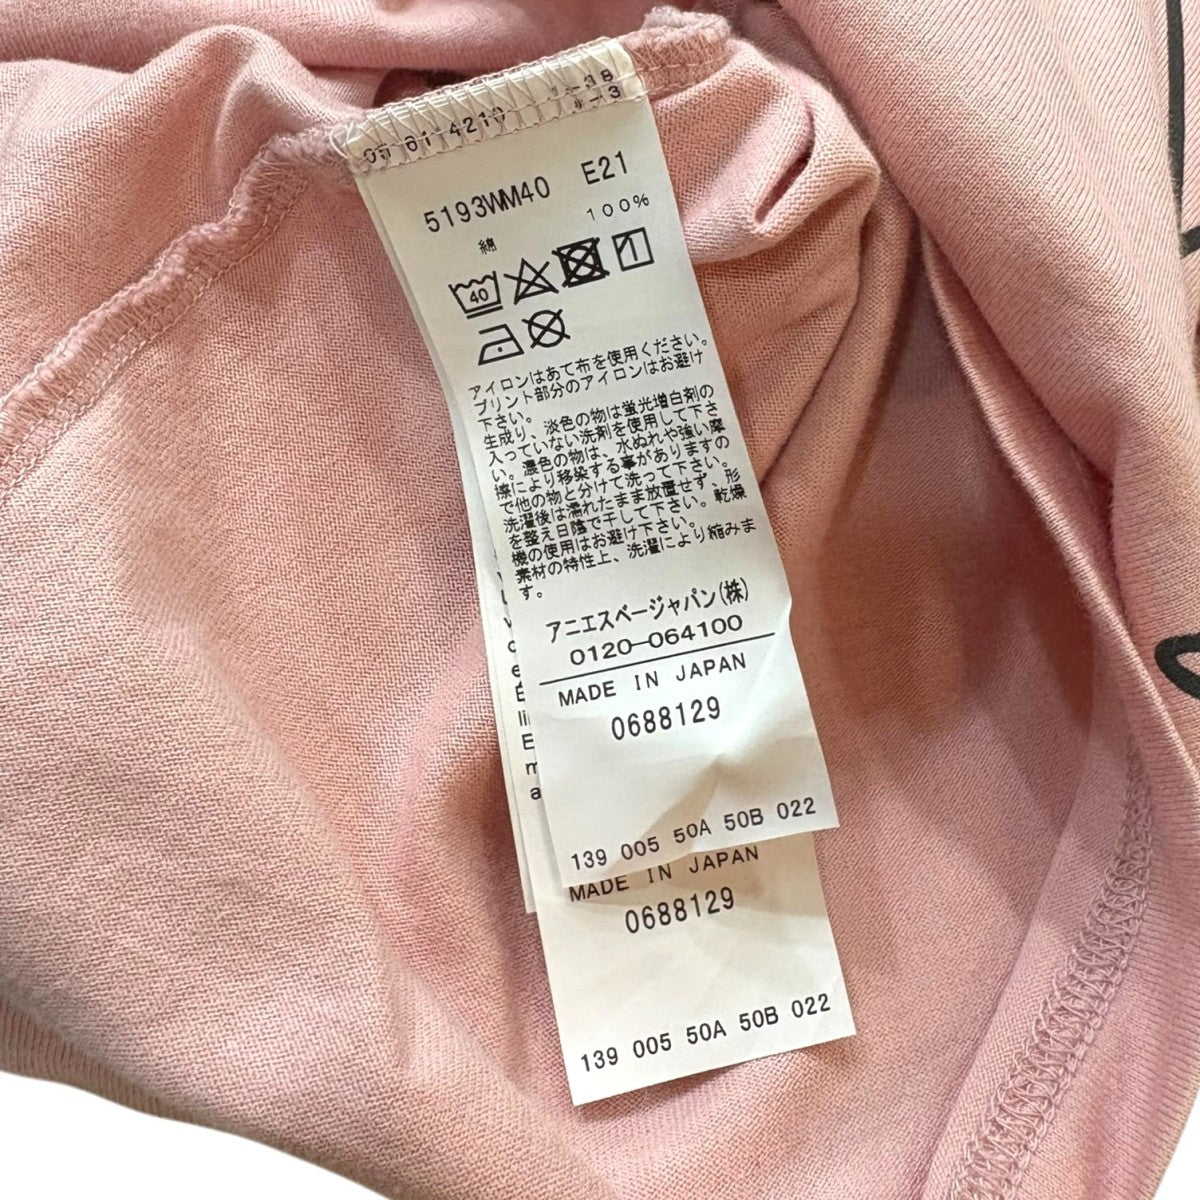 05 61 4210
5193WM40 E21
綿 100%
40
アイロンはあて布を使用ください。
プリント部分のアイロンはお避け
下さい。
生成り、淡色の物は蛍光増白剤の
入っていない洗剤を使用して下さ
い。濃色の物は、水ぬれや強い摩
擦により移染する事がありますの
で他の物と分けて洗って下さい。
洗濯後は濡れたまま放置せず、形
を整え日陰で干して下さい。乾燥
機の使用はお避け下さい。
素材の特性上、洗濯により縮みま
す。
アニエスベージャパン(株)
0120-064100
MADE IN JAPAN
0688129
139 005 50A 50B 022
MADE IN JAPAN
0688129
139 005 50A 50B 022